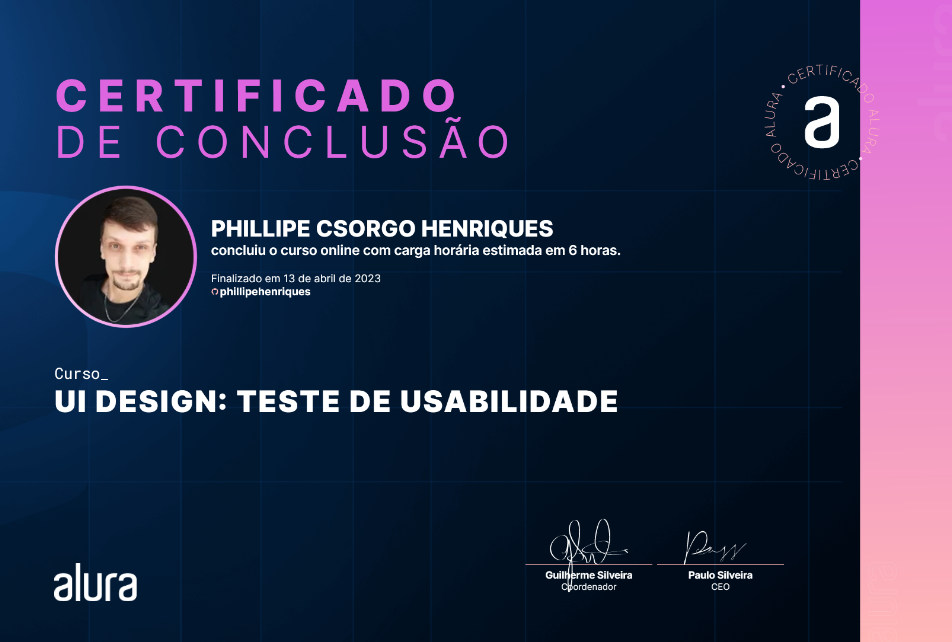 CERTIFICADO
DE CONCLUSÃO
CERTIFICADO ALURA • CERTIFICADO ALURA •
a
PHILLIPE CSORGO HENRIQUES
concluiu o curso online com carga horária estimada em 6 horas.
Finalizado em 13 de abril de 2023
phillipehenriques
Curso_
UI DESIGN: TESTE DE USABILIDADE
alura
Guilherme Silveira
Coordenador
Paulo Silveira
CEO